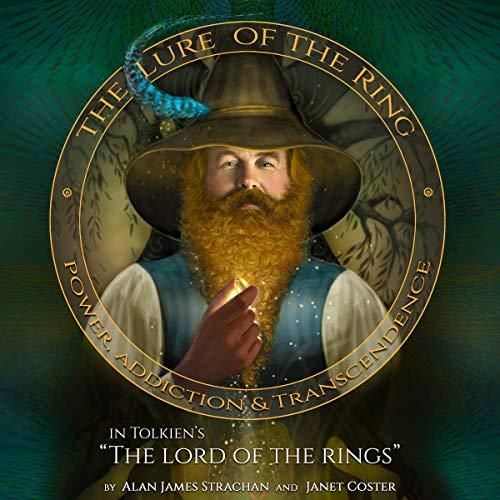 THE LURE OF THE RING
POWER, ADDICTION & TRANSCENDENCE
IN TOLKIEN'S
"THE LORD OF THE RINGS"
BY ALAN JAMES STRACHAN AND JANET COSTER